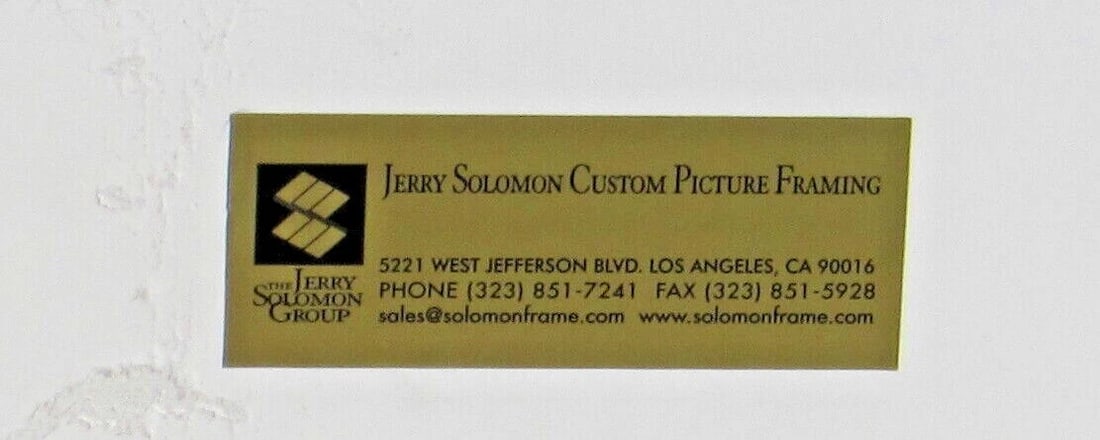 JERRY SOLOMON CUSTOM PICTURE FRAMING
5221 WEST JEFFERSON BLVD. LOS ANGELES, CA 90016
PHONE (323) 851-7241 FAX (323) 851-5928
sales@solomonframe.com www.solomonframe.com
THE JERRY
SOLOMON
GROUP